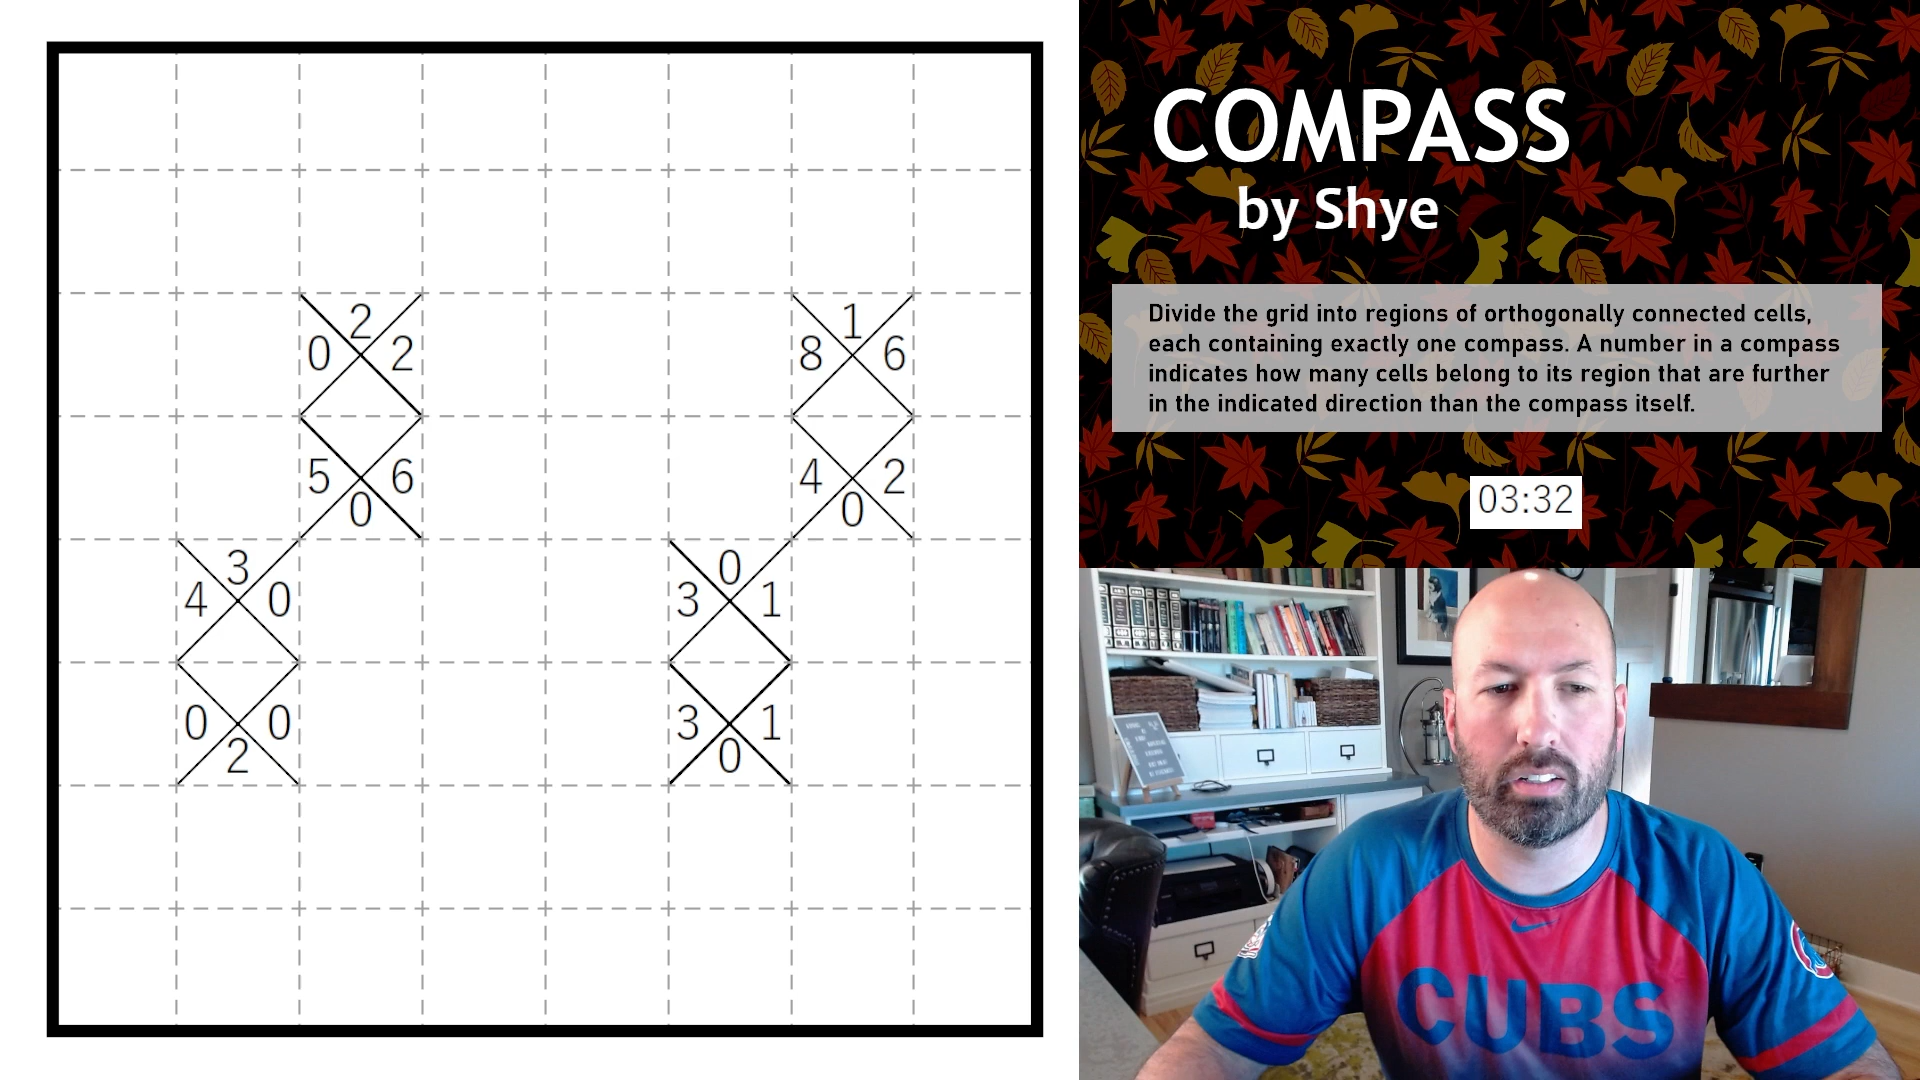 COMPASS
by Shye
2
0 2
1
8 6
Divide the grid into regions of orthogonally connected cells,
each containing exactly one compass. A number in a compass
indicates how many cells belong to its region that are further
in the indicated direction than the compass itself.
5 6
0
4 2
0
03:32
3
4 0
0
3 1
0 0
2
3 1
0
CUBS